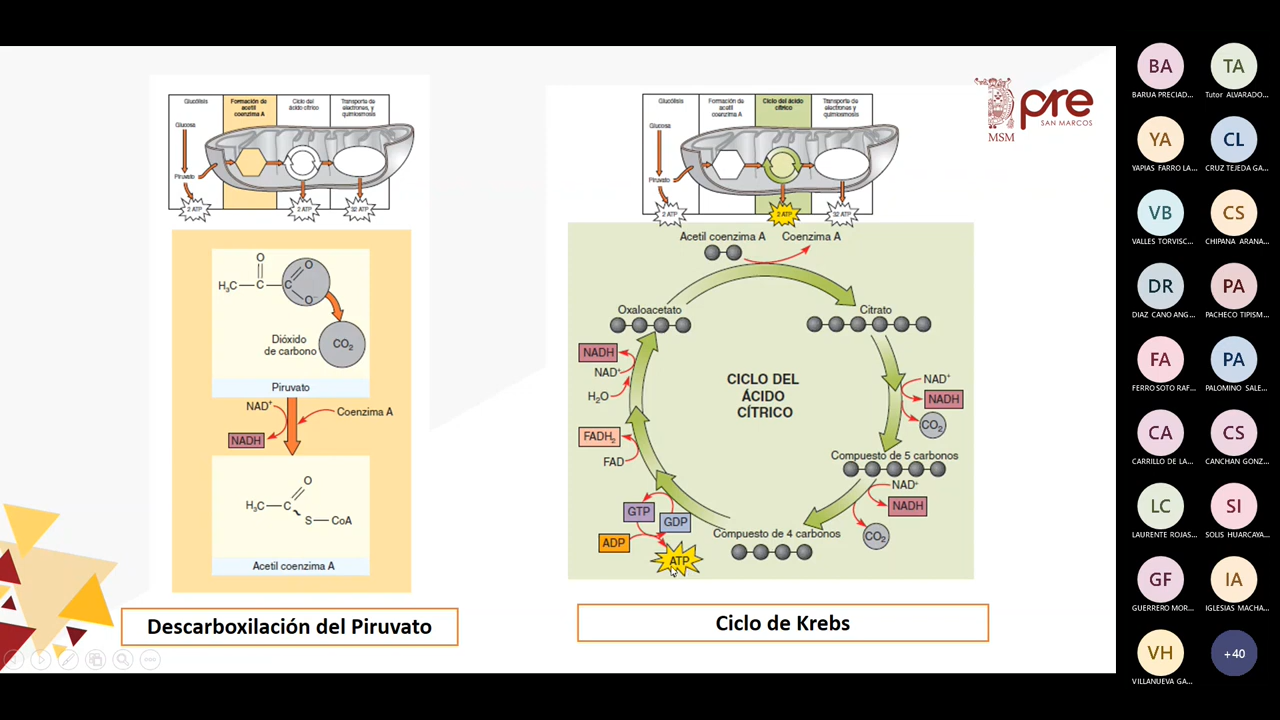 Glucólisis
Formación de
acetil
coenzima A
Ciclo del
ácido cítrico
Transporte de
electrones, y
quimiosmosis
Glucosa
Piruvato
2 ATP
2 ATP
32 ATP
O
H₃C—C—C
O
O⁻
Dióxido
de carbono
CO₂
Piruvato
NAD⁺
Coenzima A
NADH
O
H₃C—C
S—CoA
Acetil coenzima A
Descarboxilación del Piruvato
Glucólisis
Formación de
acetil
coenzima A
Ciclo del ácido
cítrico
Transporte de
electrones, y
quimiosmosis
Glucosa
Piruvato
2 ATP
2 ATP
32 ATP
Acetil coenzima A
Coenzima A
Oxaloacetato
Citrato
NADH
NAD⁺
H₂O
CICLO DEL
ÁCIDO
CÍTRICO
NAD⁺
NADH
CO₂
FADH₂
FAD
Compuesto de 5 carbonos
NAD⁺
NADH
CO₂
GTP
GDP
ADP
ATP
Compuesto de 4 carbonos
Ciclo de Krebs
MSM
pre
SAN MARCOS
BA
BARUA PRECIAD...
TA
Tutor ALVARADO...
YA
YAPIAS FARRO LA...
CL
CRUZ TEJEDA GA...
VB
VALLES TORVISC...
CS
CHIPANA ARANA...
DR
DIAZ CANO ANG...
PA
PACHECO TIPISM...
FA
FERRO SOTO RAF...
PA
PALOMINO SALE...
CA
CARRILLO DE LA...
CS
CANCHAN GONZ...
LC
LAURENTE ROJAS...
SI
SOLIS HUARCAYA...
GF
GUERRERO MOR...
IA
IGLESIAS MACHA...
VH
VILLANUEVA GA...
+40